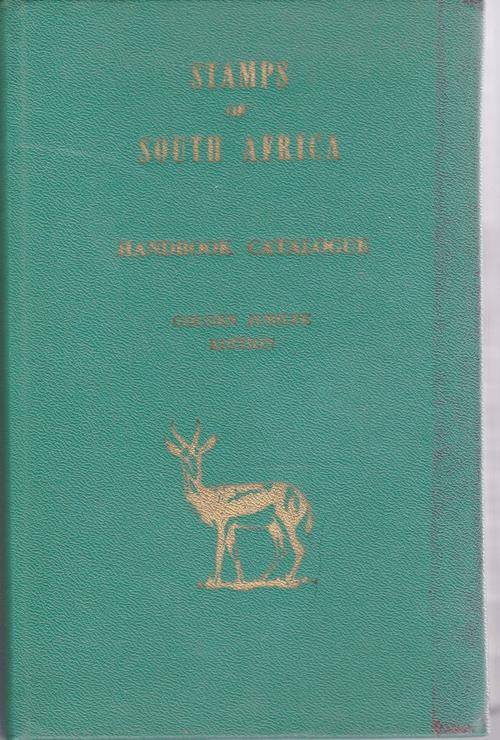 STAMPS
OF
SOUTH AFRICA
HANDBOOK CATALOGUE
GOLDEN JUBILEE
EDITION